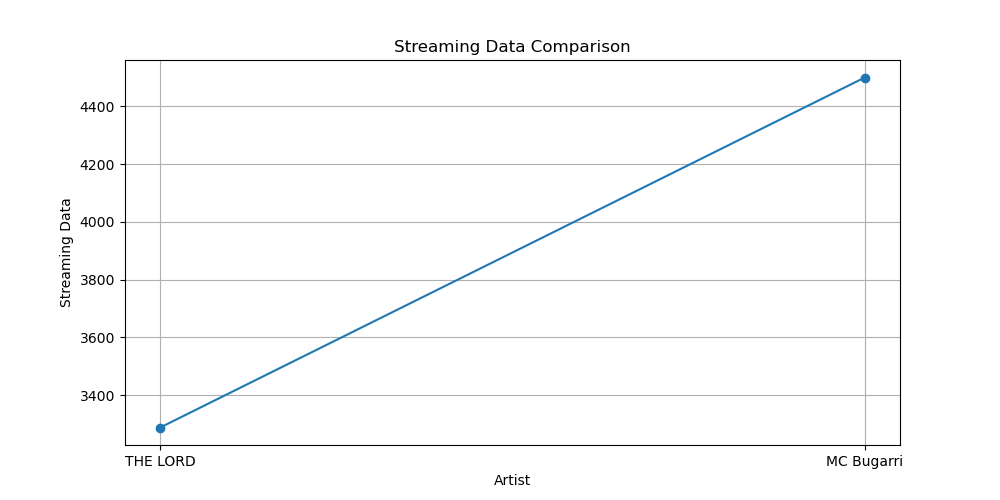 Streaming Data Comparison
4400
4200
4000
3800
3600
3400
Streaming Data
THE LORD
MC Bugarri
Artist